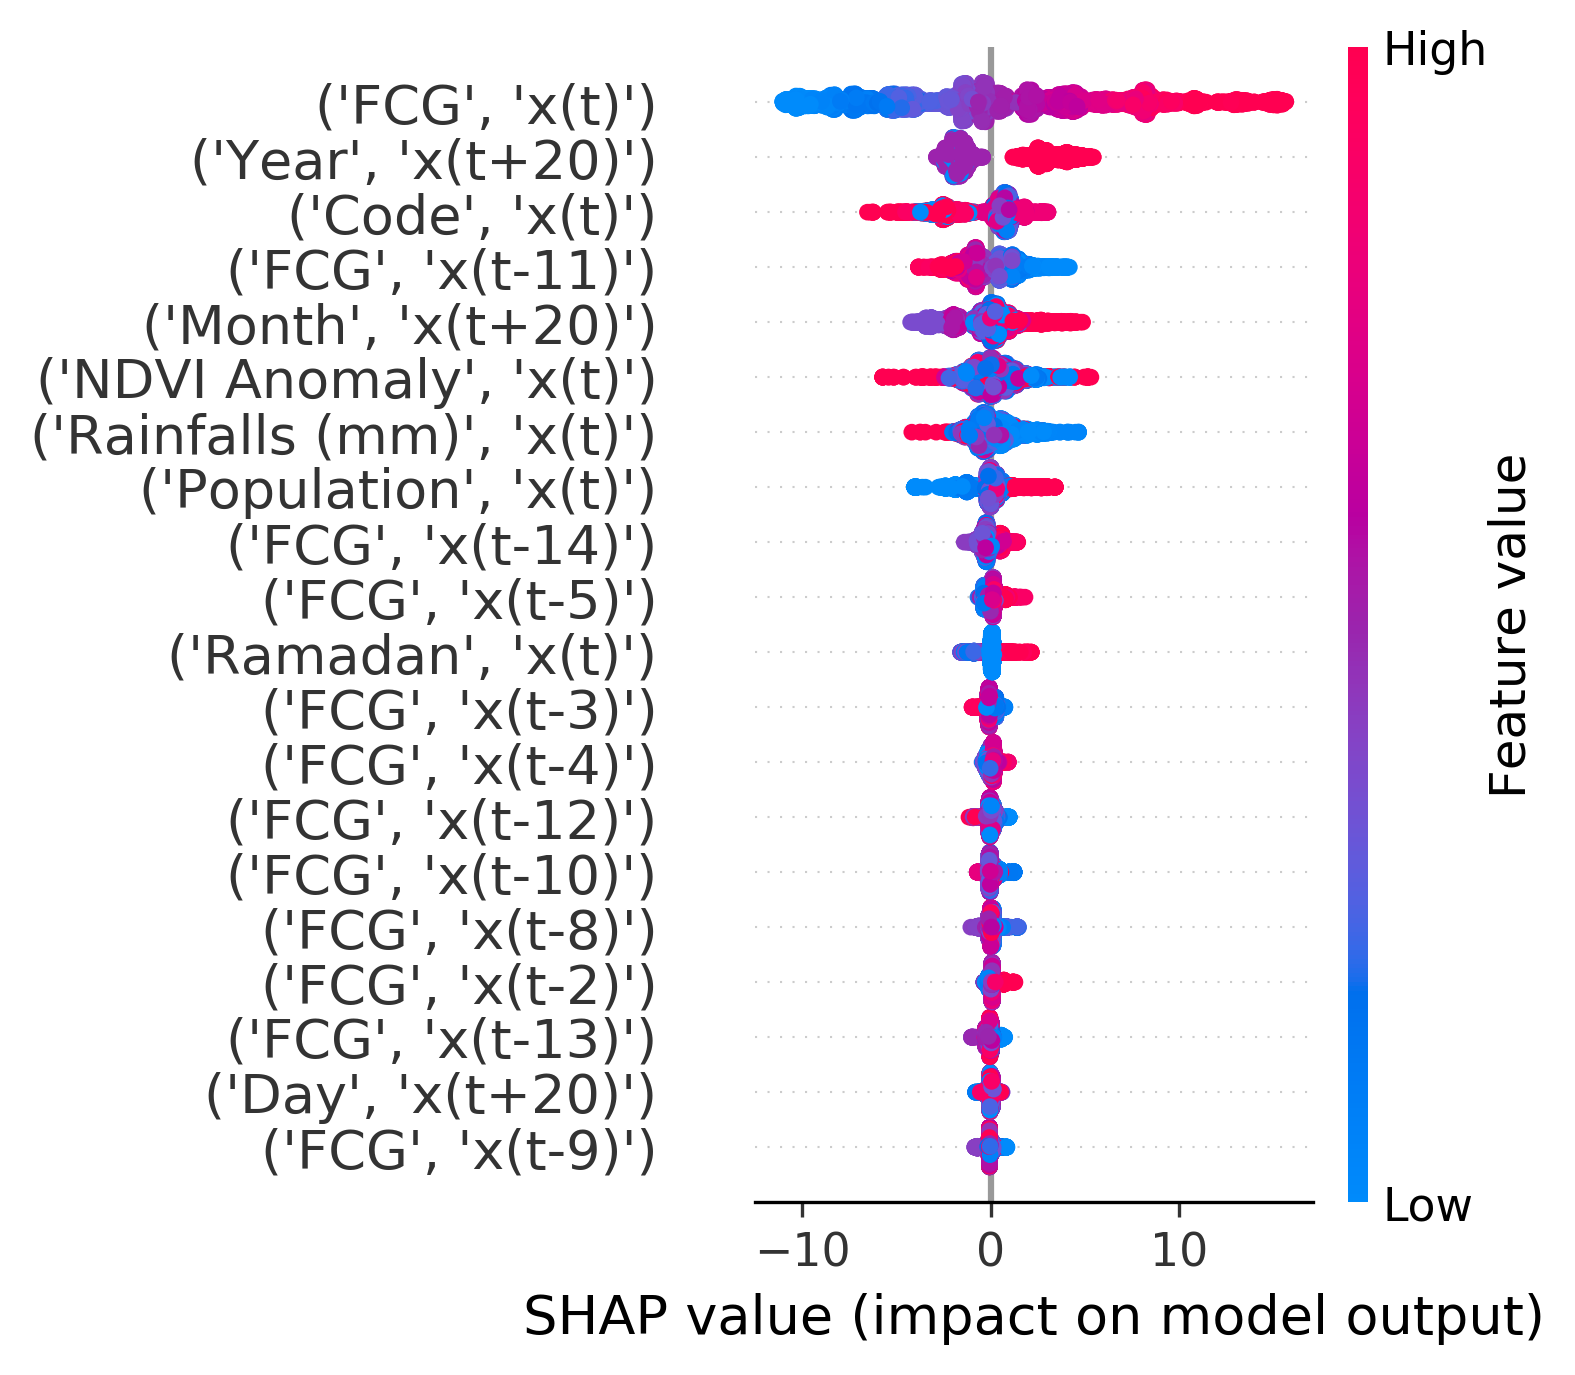 High
('FCG', 'x(t)')
('Year', 'x(t+20)')
('Code', 'x(t)')
('FCG', 'x(t-11)')
('Month', 'x(t+20)')
('NDVI Anomaly', 'x(t)')
('Rainfalls (mm)', 'x(t)')
('Population', 'x(t)')
('FCG', 'x(t-14)')
('FCG', 'x(t-5)')
('Ramadan', 'x(t)')
('FCG', 'x(t-3)')
('FCG', 'x(t-4)')
('FCG', 'x(t-12)')
('FCG', 'x(t-10)')
('FCG', 'x(t-8)')
('FCG', 'x(t-2)')
('FCG', 'x(t-13)')
('Day', 'x(t+20)')
('FCG', 'x(t-9)')
Feature value
Low
−10 0 10
SHAP value (impact on model output)